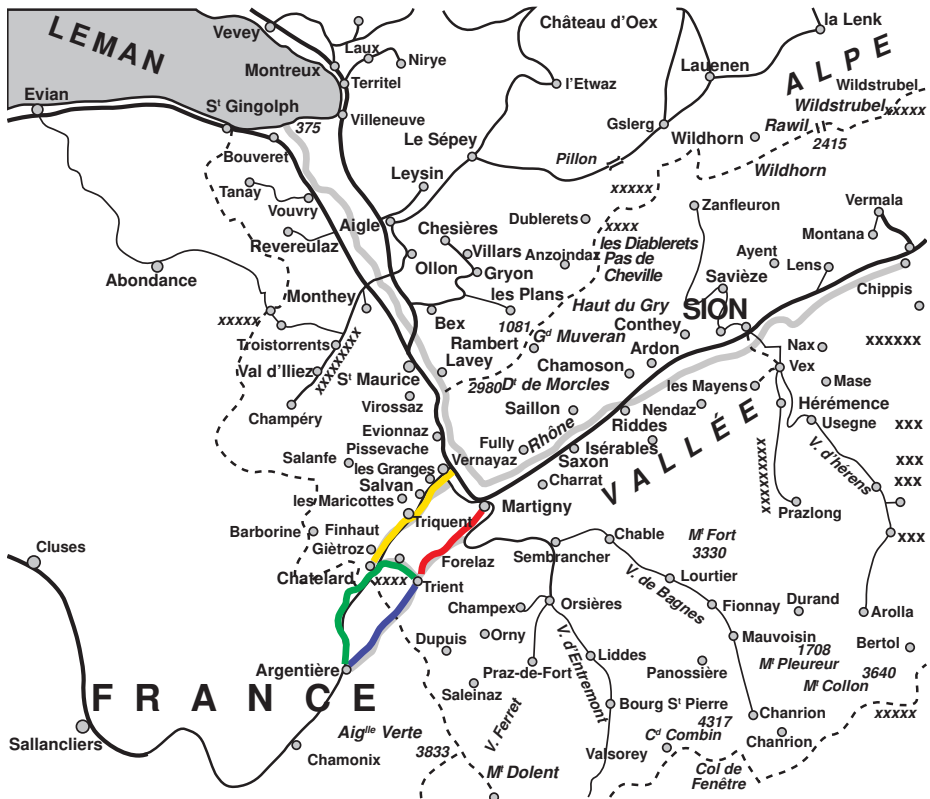 LEMAN
Vevey
Laux
Nirye
Château d'Oex
la Lenk
Montreux
Territel
Lauenen
ALPE
Evian
l'Etwaz
Wildstrubel
St Gingolph
375
Villeneuve
Wildstrubel
xxxxx
Gslerg
Rawil
Bouveret
Le Sépey
Wildhorn
2415
Pillon
Wildhorn
Tanay
Leysin
xxxxx
Vouvry
Zanfleuron
Vermala
Aigle
Dublerets
xxxx
Montana
Revereulaz
Chesières
les Diablerets
Villars
Anzoindaz
Pas de
Cheville
Ayent
Lens
Ollon
Gryon
Savièze
Abondance
Chippis
Monthey
les Plans
Haut du Gry
SION
xxxxx
Bex
1081
Gd Muveran
Conthey
Troistorrents
Rambert
Ardon
Nax
xxxxxx
xxxxxxxxx
Val d'Iliez
Lavey
Chamoson
Vex
St Maurice
2980
Dt de Morcles
les Mayens
Mase
Champéry
Virossaz
Saillon
Nendaz
Hérémence
Riddes
Usegne
xxx
Evionnaz
Fully
Rhône
VALLÉE
Pissevache
Isérables
Salanfe
Vernayaz
Saxon
V. d'hérens
xxx
les Granges
xxx
Salvan
Charrat
xxxxxxxxx
les Maricottes
Martigny
Prazlong
Triquent
Barborine
Finhaut
Chable
Mt Fort
xxx
Cluses
Giètroz
Sembrancher
3330
Forelaz
Chatelard
xxxx
Trient
V. de Bagnes
Lourtier
Champex
Orsières
Fionnay
Durand
Arolla
Dupuis
Orny
V. d'Entremont
Mauvoisin
1708
Bertol
Liddes
Mt Pleureur
Argentière
Praz-de-Fort
Panossière
3640
FRANCE
Saleinaz
Mt Collon
Bourg St Pierre
xxxxx
V. Ferret
4317
Chanrion
Aiglle Verte
Sallancliers
3833
Cd Combin
Chanrion
Chamonix
Valsorey
Mt Dolent
Col de
Fenêtre